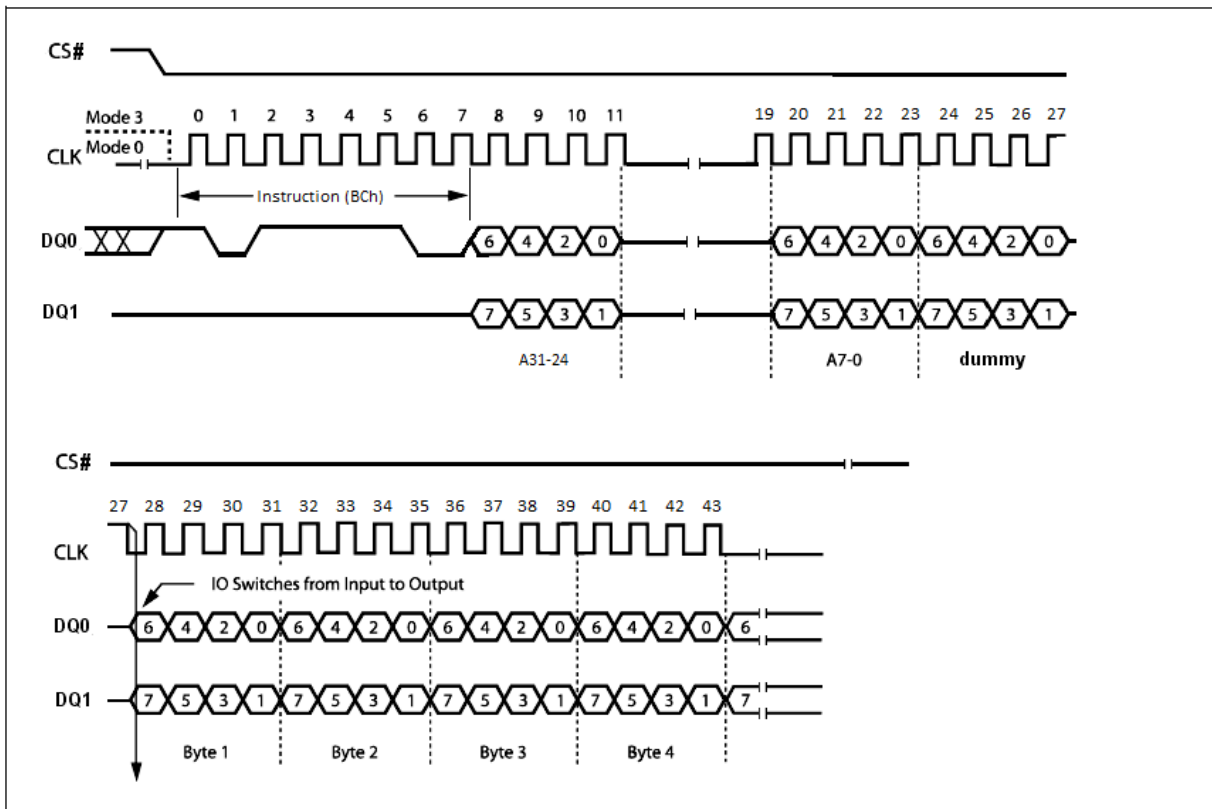 CS#
Mode 3
0 1 2 3 4 5 6 7 8 9 10 11 19 20 21 22 23 24 25 26 27
Mode 0
CLK
Instruction (BCh)
DQ0 6 4 2 0 6 4 2 0 6 4 2 0
DQ1 7 5 3 1 7 5 3 1 7 5 3 1
A31-24 A7-0 dummy
CS#
27 28 29 30 31 32 33 34 35 36 37 38 39 40 41 42 43
CLK
IO Switches from Input to Output
DQ0 6 4 2 0 6 4 2 0 6 4 2 0 6 4 2 0 6
DQ1 7 5 3 1 7 5 3 1 7 5 3 1 7 5 3 1 7
Byte 1 Byte 2 Byte 3 Byte 4